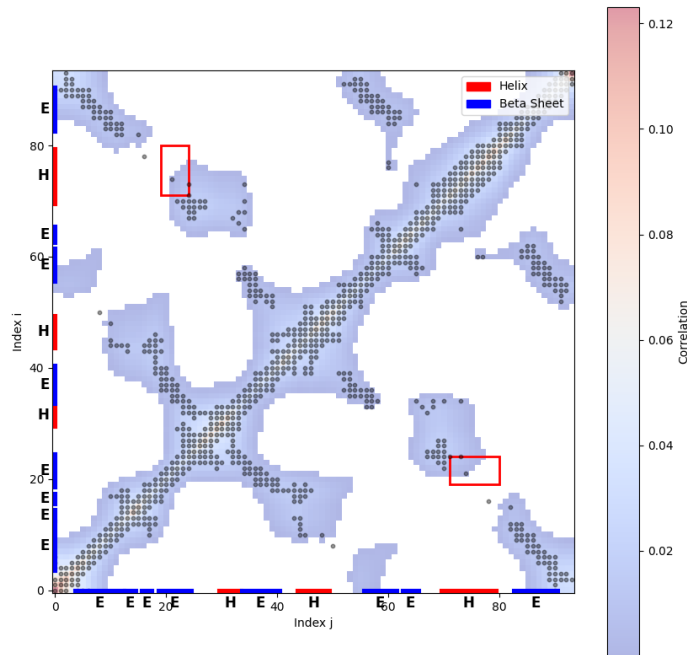 0.12
Helix
Beta Sheet
E
80
0.10
H
E
60
E
0.08
Index i
H
Correlation
40
E
0.06
H
E
20
E
0.04
E
E
0.02
0
0 20 40 60 80
E E E E H E H E E H E
Index j